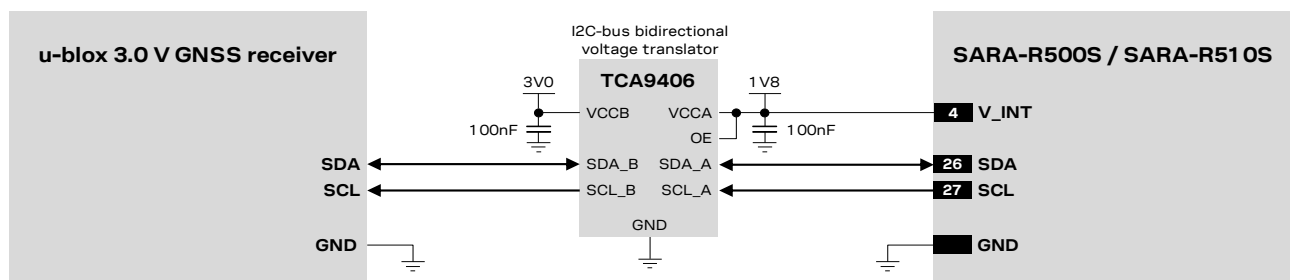 I2C-bus bidirectional
voltage translator
u-blox 3.0 V GNSS receiver
TCA9406
SARA-R500S / SARA-R510S
3V0
1V8
VCCB
VCCA
4
V_INT
100nF
OE
100nF
SDA
SDA_B
SDA_A
26
SDA
SCL
SCL_B
SCL_A
27
SCL
GND
GND
GND